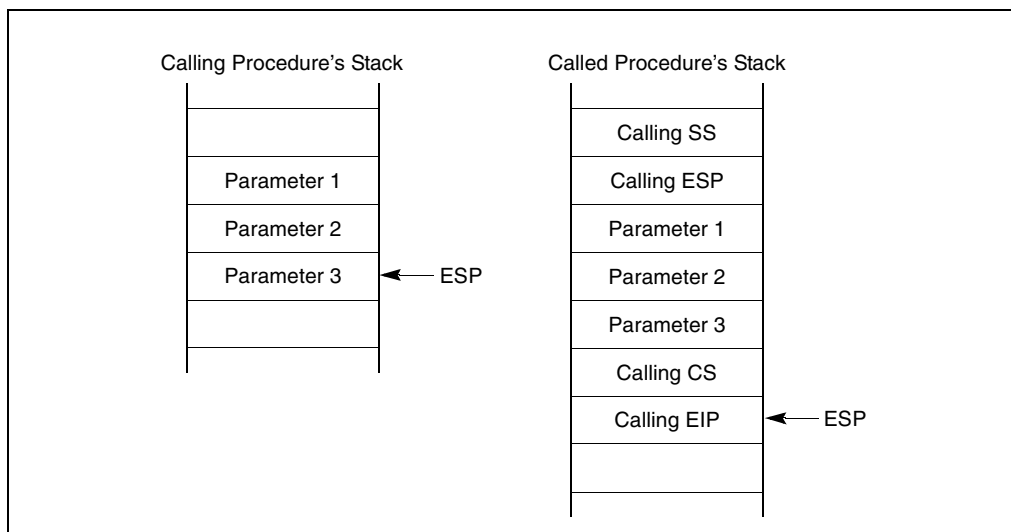 Calling Procedure's Stack
Parameter 1
Parameter 2
Parameter 3
ESP
Called Procedure's Stack
Calling SS
Calling ESP
Parameter 1
Parameter 2
Parameter 3
Calling CS
Calling EIP
ESP